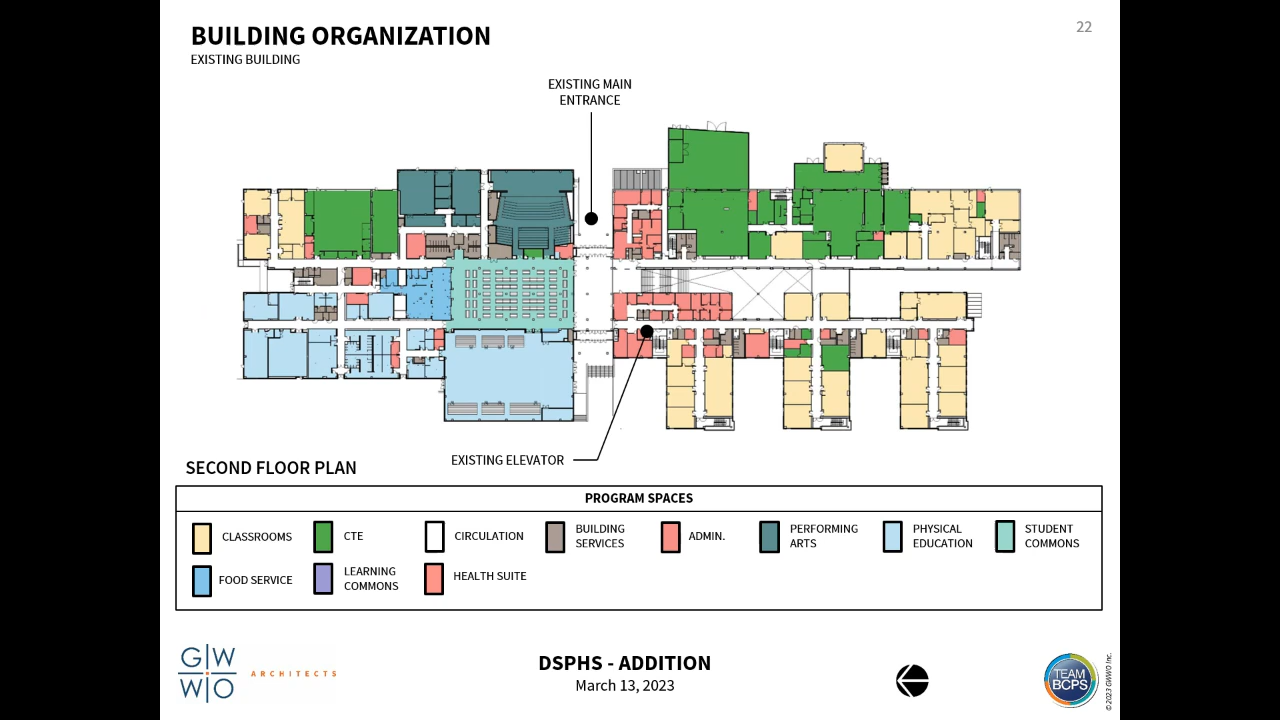 BUILDING ORGANIZATION
EXISTING BUILDING
22
EXISTING MAIN
ENTRANCE
EXISTING ELEVATOR
SECOND FLOOR PLAN
PROGRAM SPACES
CLASSROOMS
CTE
CIRCULATION
BUILDING
SERVICES
ADMIN.
PERFORMING
ARTS
PHYSICAL
EDUCATION
STUDENT
COMMONS
FOOD SERVICE
LEARNING
COMMONS
HEALTH SUITE
GW
WO
ARCHITECTS
DSPHS - ADDITION
March 13, 2023
TEAM
BCPS
© 2023 GWWO Inc.